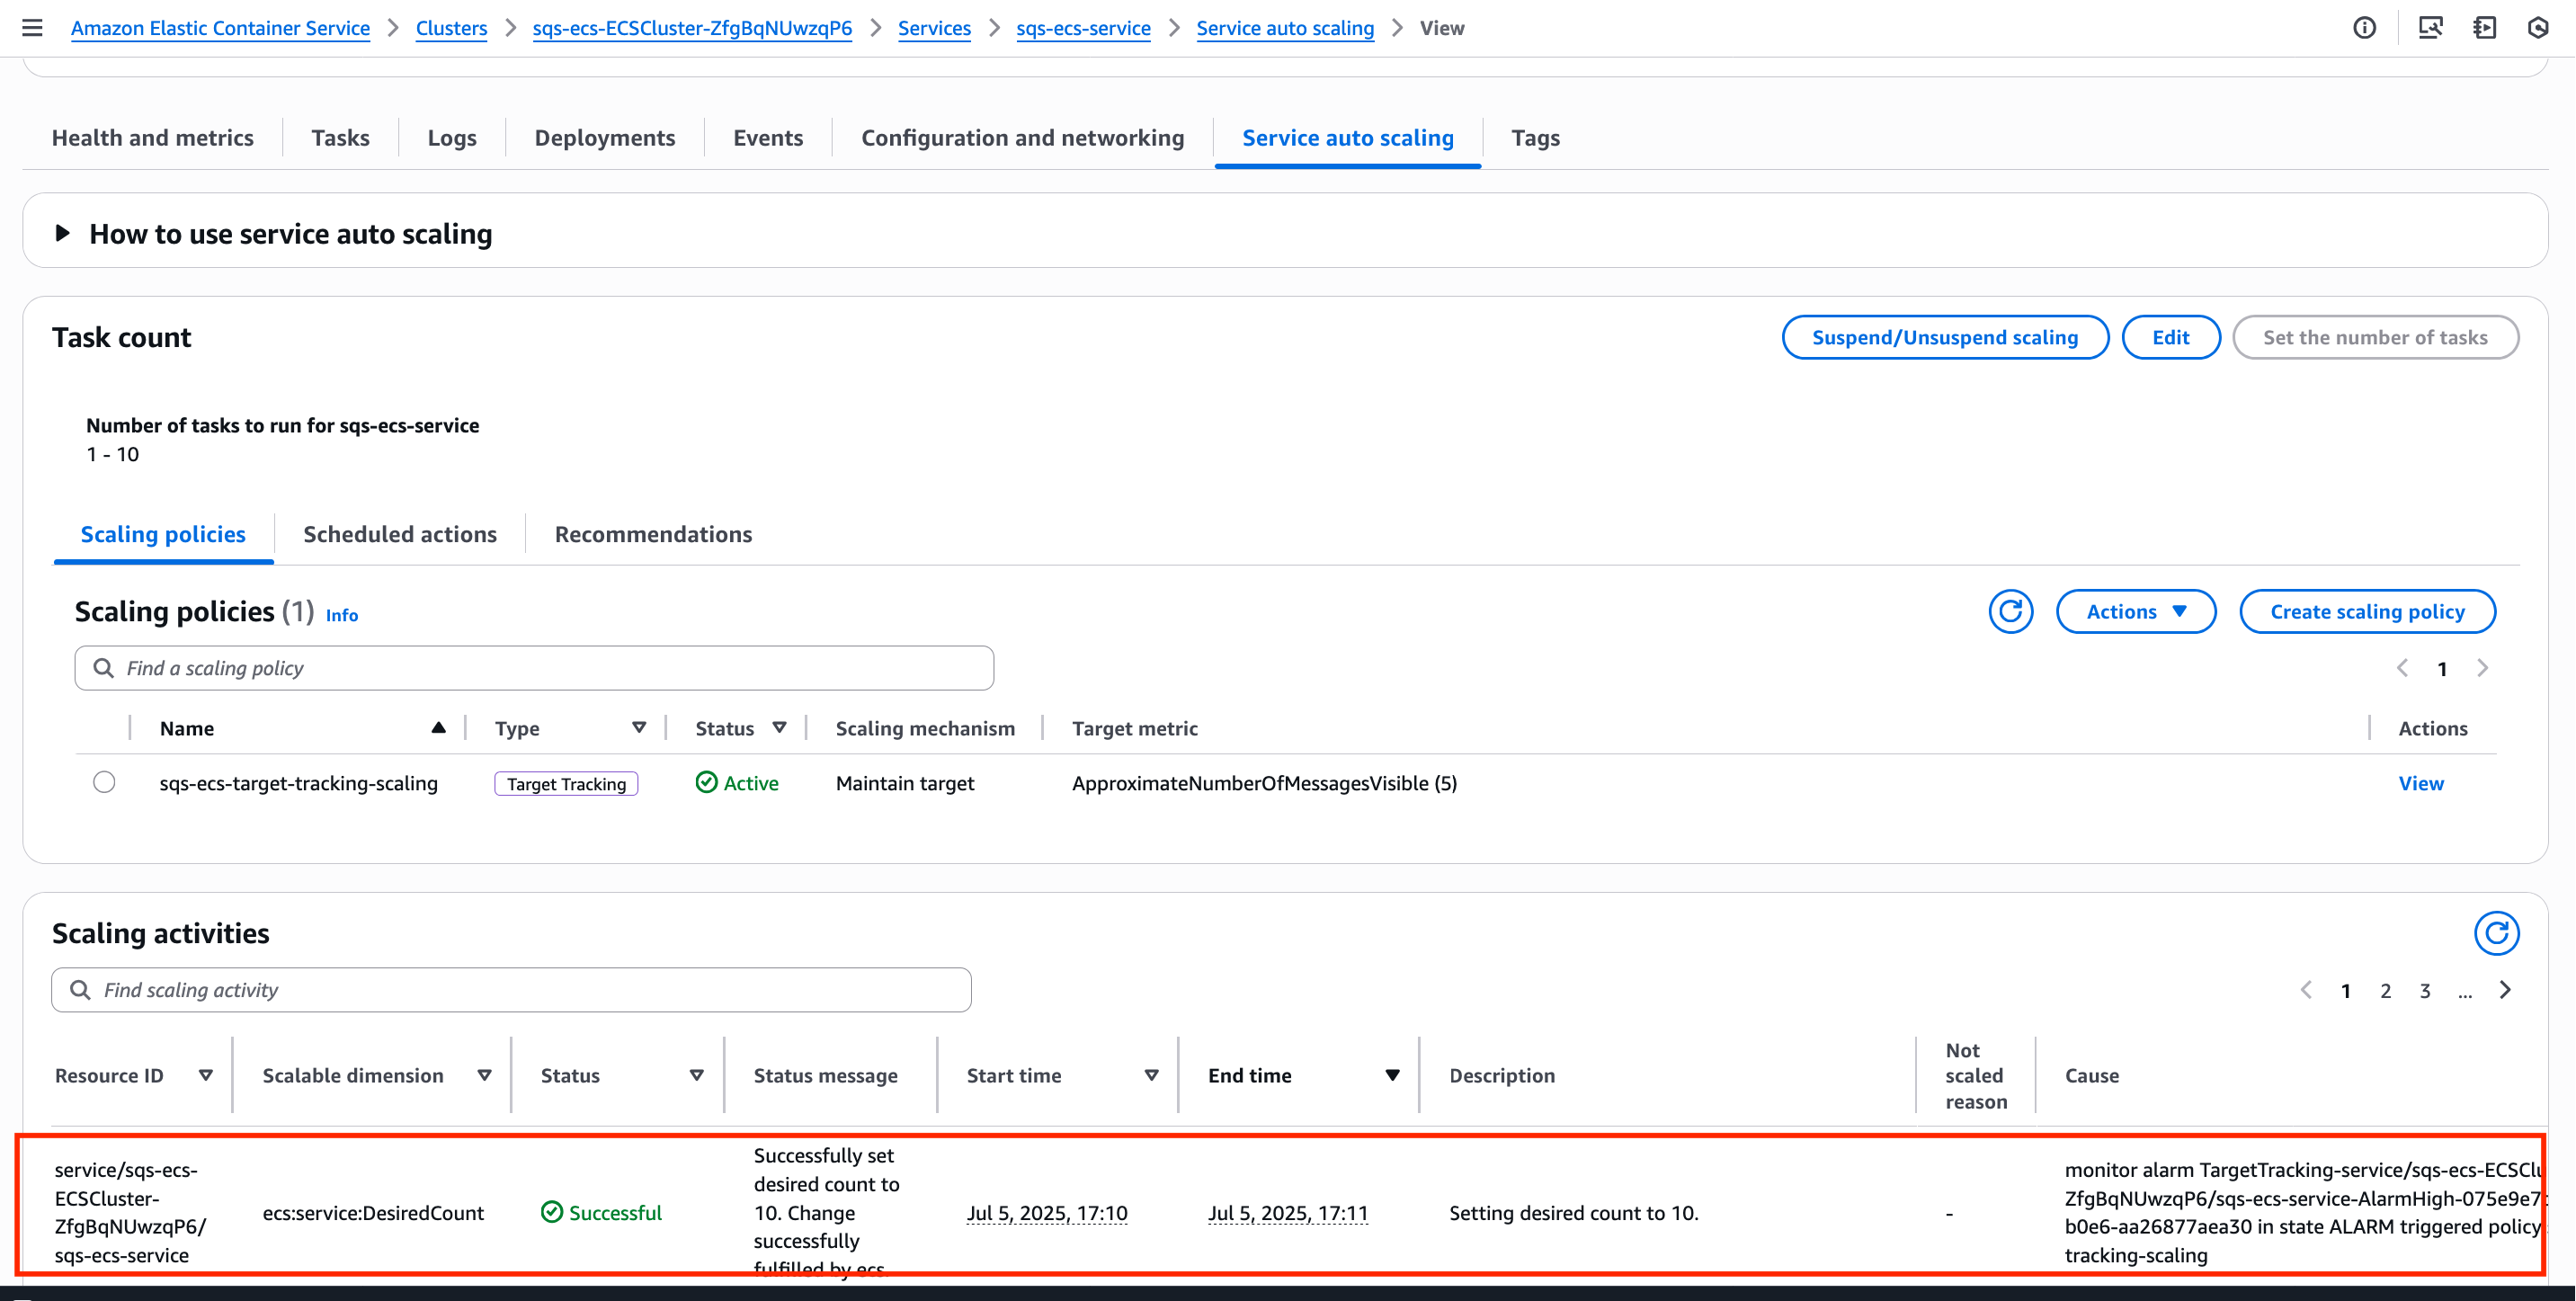 Amazon Elastic Container Service > Clusters > sqs-ecs-ECSCluster-ZfgBqNUwzqP6 > Services > sqs-ecs-service > Service auto scaling > View
Health and metrics Tasks Logs Deployments Events Configuration and networking Service auto scaling Tags
How to use service auto scaling
Task count
Suspend/Unsuspend scaling Edit Set the number of tasks
Number of tasks to run for sqs-ecs-service
1 - 10
Scaling policies Scheduled actions Recommendations
Scaling policies (1) Info
Actions Create scaling policy
Find a scaling policy
1
Name Type Status Scaling mechanism Target metric Actions
sqs-ecs-target-tracking-scaling Target Tracking Active Maintain target ApproximateNumberOfMessagesVisible (5) View
Scaling activities
Find scaling activity
1 2 3 ...
Resource ID Scalable dimension Status Status message Start time End time Description Not scaled reason Cause
service/sqs-ecs-
ECSCluster-
ZfgBqNUwzqP6/
sqs-ecs-service
ecs:service:DesiredCount
Successful
Successfully set
desired count to
10. Change
successfully
fulfilled by ecs.
Jul 5, 2025, 17:10
Jul 5, 2025, 17:11
Setting desired count to 10.
-
monitor alarm TargetTracking-service/sqs-ecs-ECSClu
ZfgBqNUwzqP6/sqs-ecs-service-AlarmHigh-075e9e7
b0e6-aa26877aea30 in state ALARM triggered policy
tracking-scaling